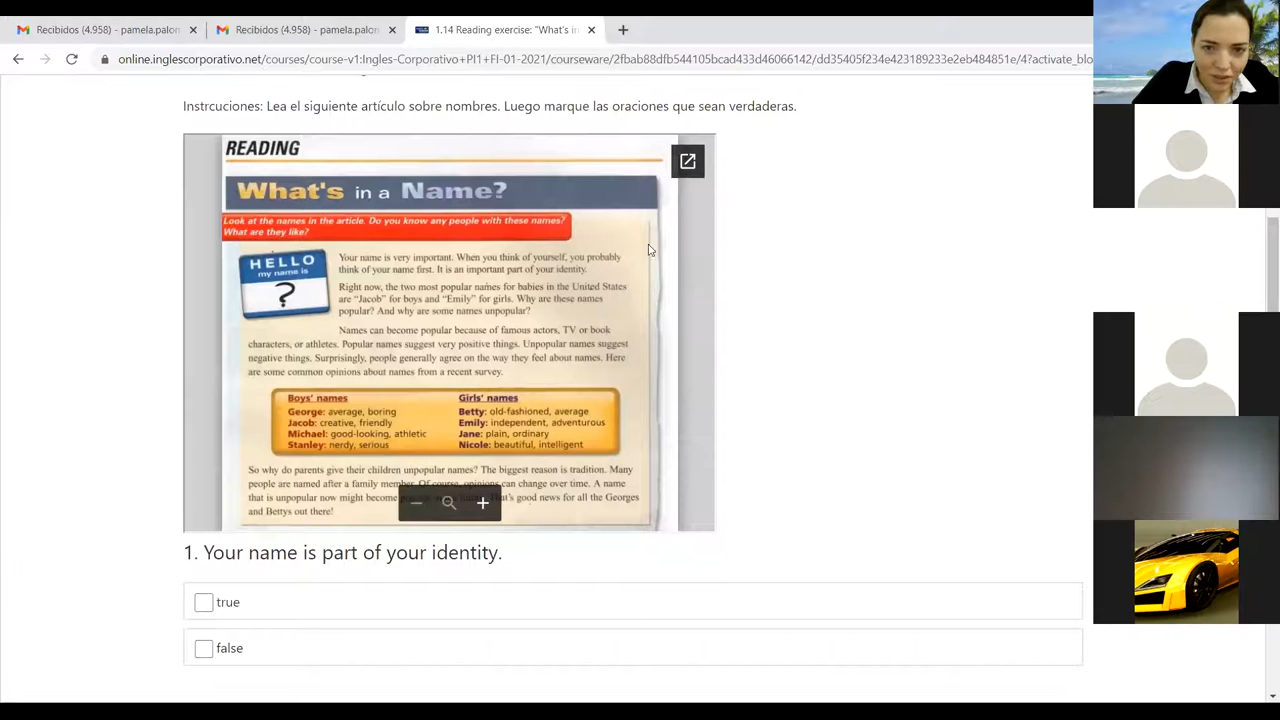 Recibidos (4.958) - pamela.palon
Recibidos (4.958) - pamela.palon
1.14 Reading exercise: "What's in
online.inglescorporativo.net/courses/course-v1:Ingles-Corporativo+PI1+FI-01-2021/courseware/2fbab88dfb544105bcad433d46066142/dd35405f234e423189233e2eb484851e/4?activate_blo
Instrcuciones: Lea el siguiente artículo sobre nombres. Luego marque las oraciones que sean verdaderas.
READING
What's in a Name?
Look at the names in the article. Do you know any people with these names?
What are they like?
HELLO
my name is
?
Your name is very important. When you think of yourself, you probably
think of your name first. It is an important part of your identity.
Right now, the two most popular names for babies in the United States
are "Jacob" for boys and "Emily" for girls. Why are these names
popular? And why are some names unpopular?
Names can become popular because of famous actors, TV or book
characters, or athletes. Popular names suggest very positive things. Unpopular names suggest
negative things. Surprisingly, people generally agree on the way they feel about names. Here
are some common opinions about names from a recent survey.
Boys' names
George: average, boring
Jacob: creative, friendly
Michael: good-looking, athletic
Stanley: nerdy, serious
Girls' names
Betty: old-fashioned, average
Emily: independent, adventurous
Jane: plain, ordinary
Nicole: beautiful, intelligent
So why do parents give their children unpopular names? The biggest reason is tradition. Many
people are named after a family member. Of course, opinions can change over time. A name
that is unpopular now might become That's good news for all the Georges
and Bettys out there!
1. Your name is part of your identity.
true
false